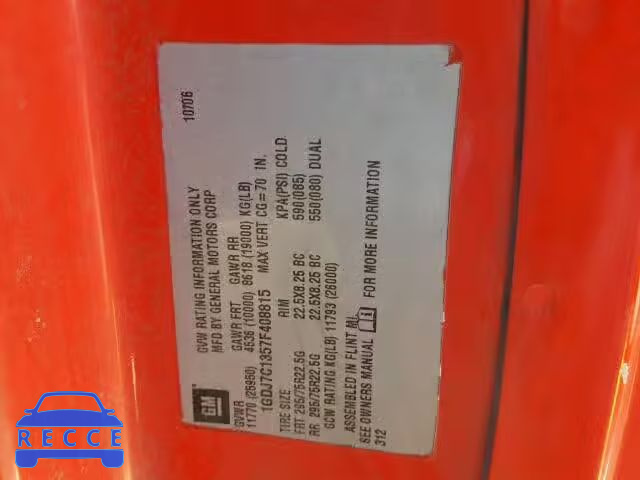 GM
GVW RATING INFORMATION ONLY
MFD BY GENERAL MOTORS CORP
10706
GVWR GAWR FRT GAWR RR
11770 (25950) 4536 (10000) 8618 (19000) KG(LB)
1GDJ7C1357F408815 MAX VERT CG=70 IN.
TIRE SIZE RIM KPA(PSI) COLD
FRT 295/75R22.5G 22.5X8.25 BC 590(085)
RR 295/75R22.5G 22.5X8.25 BC 550(080) DUAL
GCW RATING KG(LB) 11793 (26000)
ASSEMBLED IN FLINT MI.
SEE OWNERS MANUAL FOR MORE INFORMATION
312